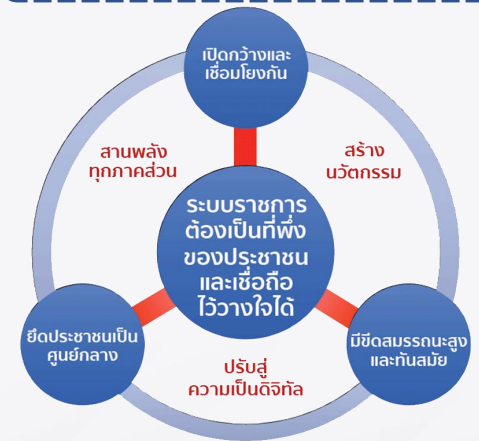 เปิดกว้างและ
เชื่อมโยงกัน
สานพลัง
ทุกภาคส่วน
สร้าง
นวัตกรรม
ระบบราชการ
ต้องเป็นที่พึ่ง
ของประชาชน
และเชื่อถือ
ไว้วางใจได้
ยึดประชาชนเป็น
ศูนย์กลาง
มีขีดสมรรถนะสูง
และทันสมัย
ปรับสู่
ความเป็นดิจิทัล